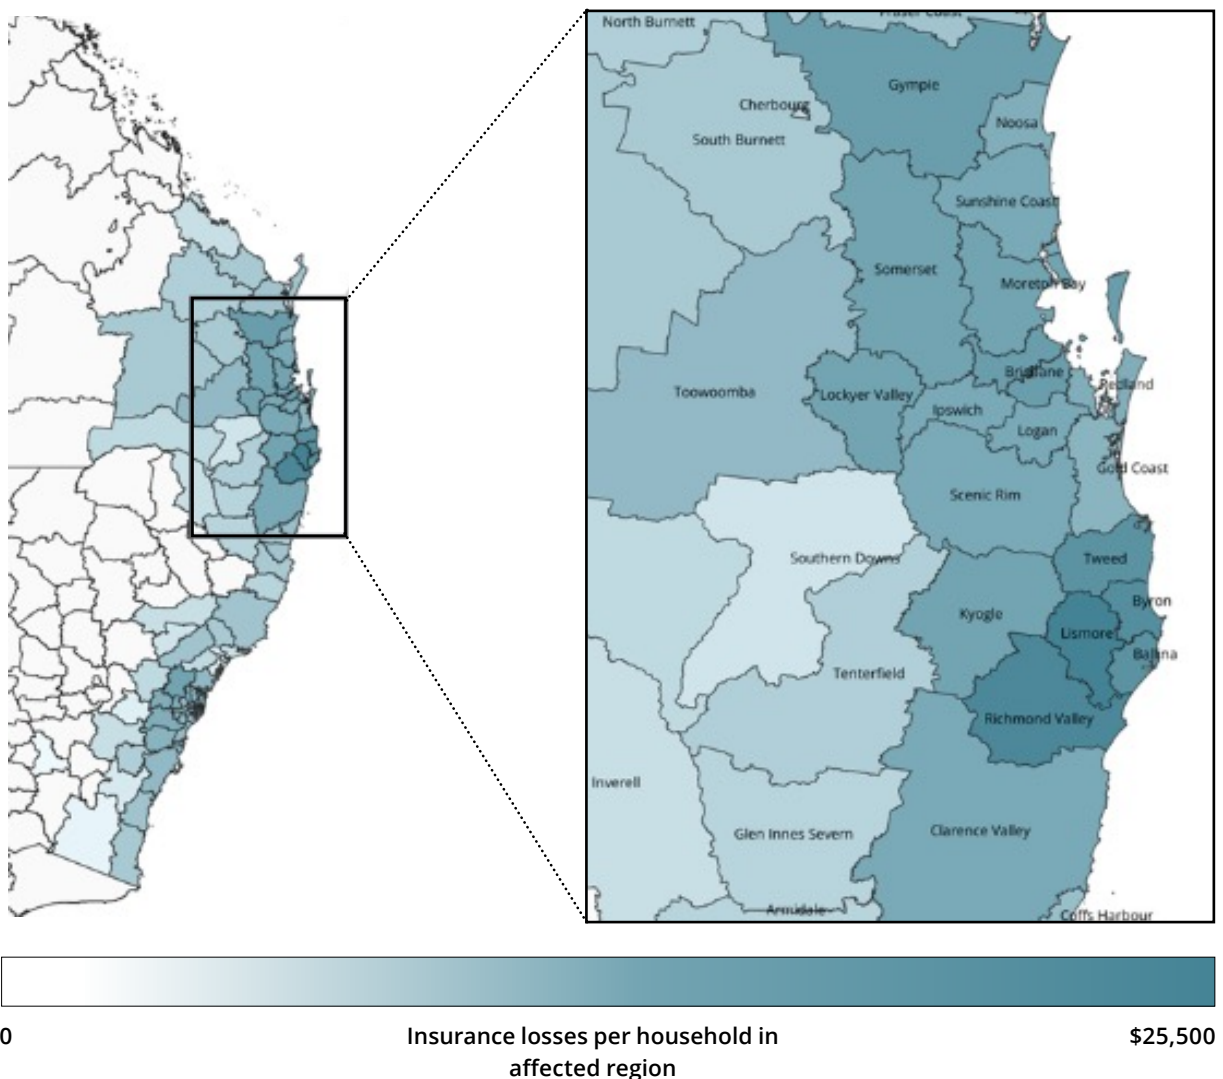 North Burnett
Fraser Coast
Gympie
Cherbourg
Noosa
South Burnett
Sunshine Coast
Somerset
Moreton Bay
Brisbane
Redland
Toowoomba
Lockyer Valley
Ipswich
Logan
Gold Coast
Scenic Rim
Southern Downs
Tweed
Byron
Kyogle
Lismore
Ballina
Tenterfield
Richmond Valley
Inverell
Glen Innes Severn
Clarence Valley
Armidale
Coffs Harbour
0
Insurance losses per household in
affected region
$25,500